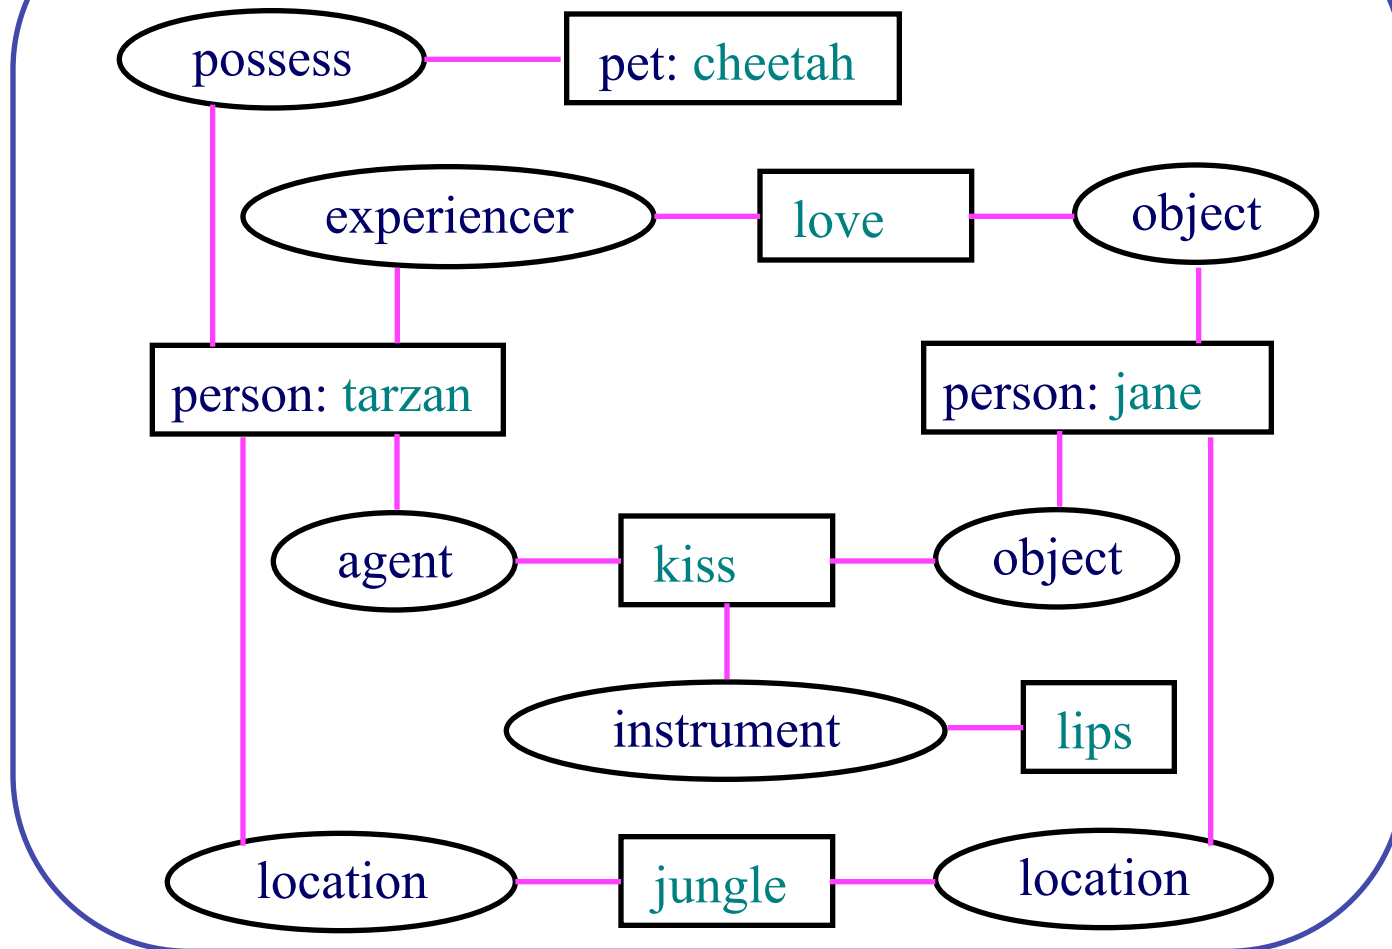 possess
pet: cheetah
experiencer
love
object
person: tarzan
person: jane
agent
kiss
object
instrument
lips
location
jungle
location